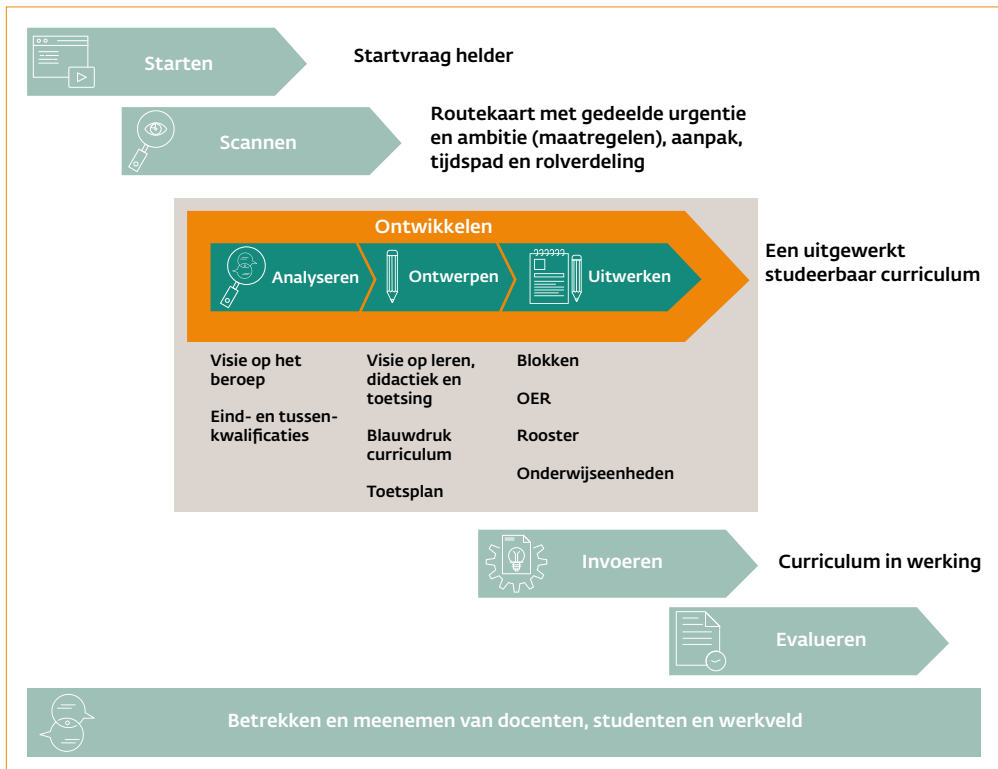 Starten
Startvraag helder
Scannen
Routekaart met gedeelde urgentie
en ambitie (maatregelen), aanpak,
tijdspad en rolverdeling
Ontwikkelen
Analyseren
Ontwerpen
Uitwerken
Een uitgewerkt
studeerbaar curriculum
Visie op het
beroep
Eind- en tussen-
kwalificaties
Visie op leren,
didactiek en
toetsing
Blauwdruk
curriculum
Toetsplan
Blokken
OER
Rooster
Onderwijseenheden
Invoeren
Curriculum in werking
Evalueren
Betrekken en meenemen van docenten, studenten en werkveld